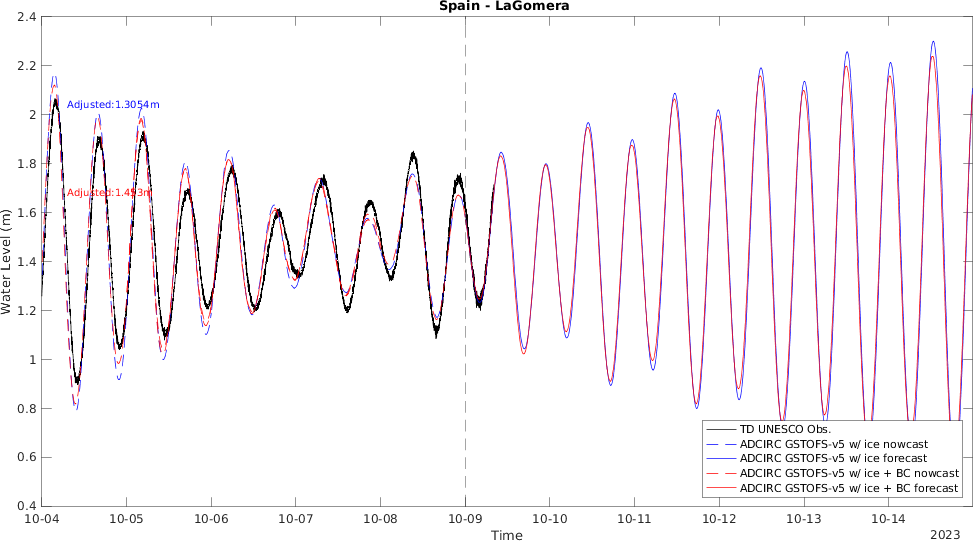 Spain - LaGomera
2.4
2.2
2
1.8
1.6
1.4
1.2
1
0.8
0.6
0.4
Water Level (m)
Adjusted:1.3054m
Adjusted:1.493m
TD UNESCO Obs.
ADCIRC GSTOFS-v5 w/ ice nowcast
ADCIRC GSTOFS-v5 w/ ice forecast
ADCIRC GSTOFS-v5 w/ ice + BC nowcast
ADCIRC GSTOFS-v5 w/ ice + BC forecast
10-04 10-05 10-06 10-07 10-08 10-09 10-10 10-11 10-12 10-13 10-14
Time
2023